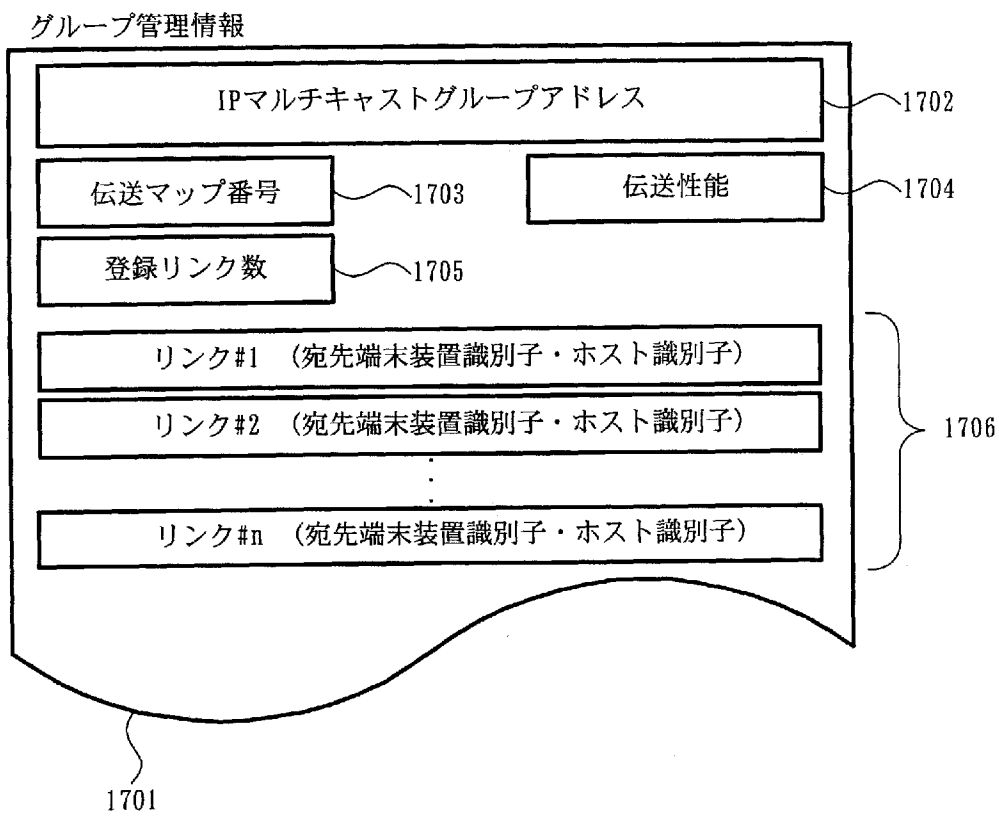 グループ管理情報
IPマルチキャストグループアドレス
1702
伝送マップ番号
1703
伝送性能
1704
登録リンク数
1705
リンク#1 (宛先端末装置識別子・ホスト識別子)
リンク#2 (宛先端末装置識別子・ホスト識別子)
1706
リンク#n (宛先端末装置識別子・ホスト識別子)
1701